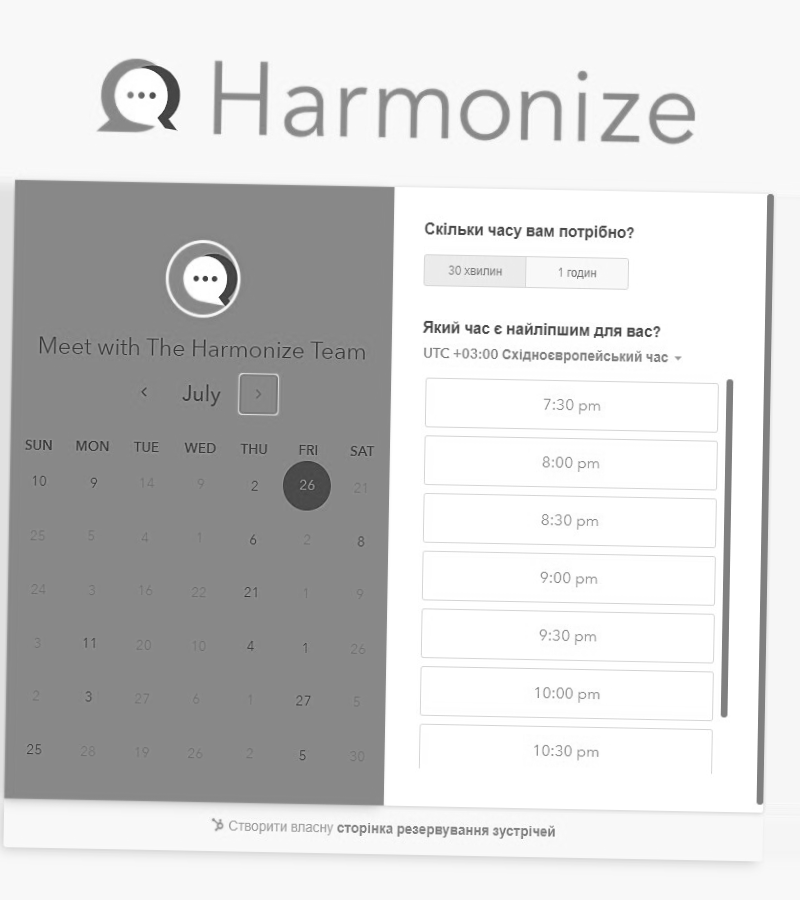 Harmonize
Meet with The Harmonize Team
July
SUN MON TUE WED THU FRI SAT
10 9 14 9 2 26 21
25 5 4 1 6 2 8
24 3 16 22 21 1 9
3 11 20 10 4 1 26
2 3 27 6 1 27 5
25 28 19 26 2 5 30
Скільки часу вам потрібно?
30 хвилин 1 годин
Який час є найліпшим для вас?
UTC +03:00 Східноєвропейський час
7:30 pm
8:00 pm
8:30 pm
9:00 pm
9:30 pm
10:00 pm
10:30 pm
Створити власну сторінка резервування зустрічей